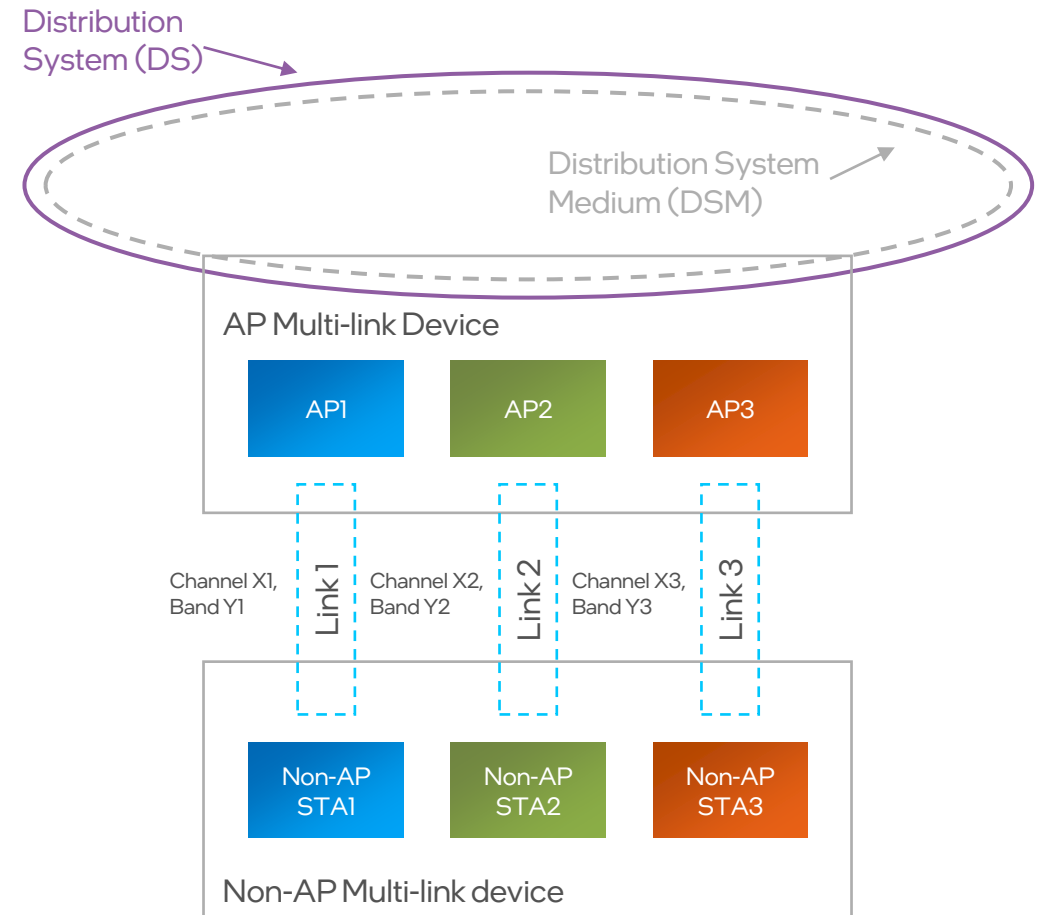 Distribution
System (DS)
Distribution System
Medium (DSM)
AP Multi-link Device
AP1
AP2
AP3
Channel X1,
Band Y1
Link 1
Channel X2,
Band Y2
Link 2
Channel X3,
Band Y3
Link 3
Non-AP
STA1
Non-AP
STA2
Non-AP
STA3
Non-AP Multi-link device